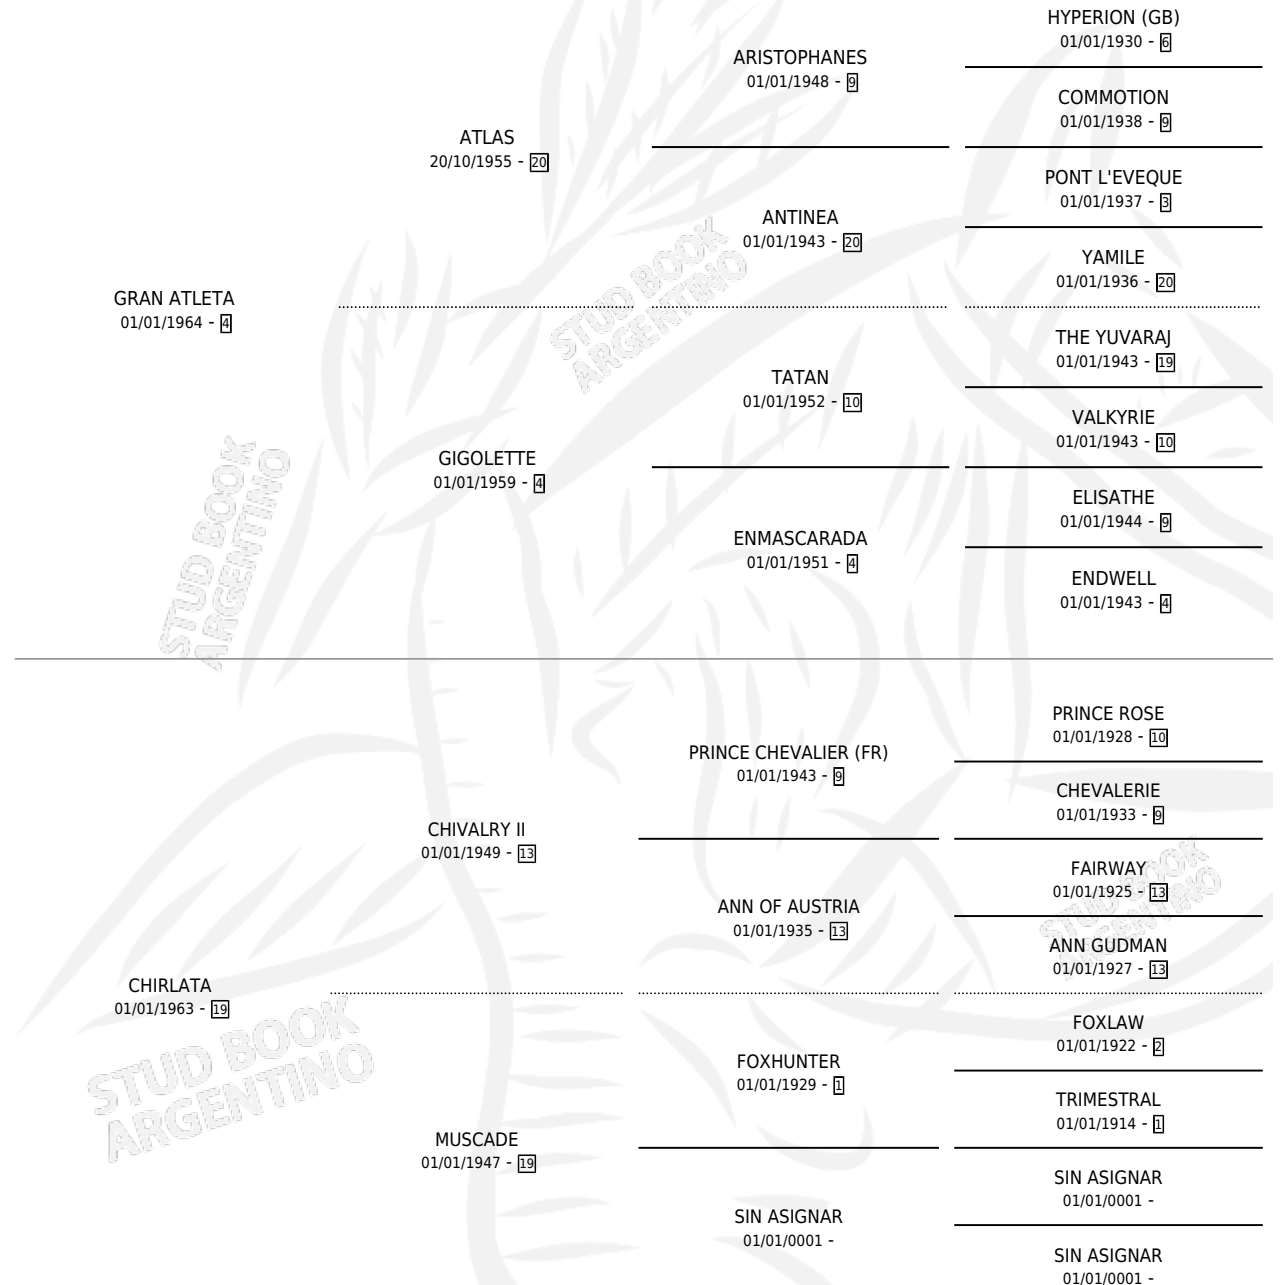 HYPERION (GB)
01/01/1930 - 6
ARISTOPHANES
01/01/1948 - 9
COMMOTION
01/01/1938 - 9
ATLAS
20/10/1955 - 20
PONT L'EVEQUE
01/01/1937 - 3
ANTINEA
01/01/1943 - 20
YAMILE
01/01/1936 - 20
GRAN ATLETA
01/01/1964 - 4
THE YUVARAJ
01/01/1943 - 19
TATAN
01/01/1952 - 10
VALKYRIE
01/01/1943 - 10
GIGOLETTE
01/01/1959 - 4
ELISATHE
01/01/1944 - 9
ENMASCARADA
01/01/1951 - 4
ENDWELL
01/01/1943 - 4
PRINCE ROSE
01/01/1928 - 10
PRINCE CHEVALIER (FR)
01/01/1943 - 9
CHEVALERIE
01/01/1933 - 9
CHIVALRY II
01/01/1949 - 13
FAIRWAY
01/01/1925 - 13
ANN OF AUSTRIA
01/01/1935 - 13
ANN GUDMAN
01/01/1927 - 13
CHIRLATA
01/01/1963 - 19
FOXLAW
01/01/1922 - 2
FOXHUNTER
01/01/1929 - 1
TRIMESTRAL
01/01/1914 - 1
MUSCADE
01/01/1947 - 19
SIN ASIGNAR
01/01/0001 -
SIN ASIGNAR
01/01/0001 -
SIN ASIGNAR
01/01/0001 -
STUD BOOK
ARGENTINO
STUD BOOK
ARGENTINO
STUD BOOK
ARGENTINO
STUD BOOK
ARGENTINO